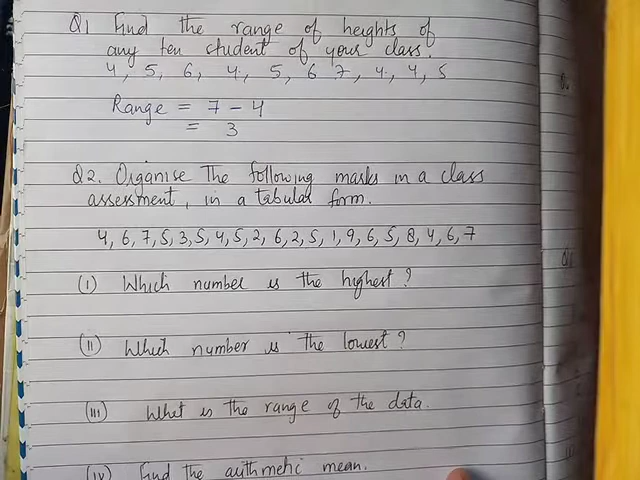 Q1 Find the range of heights of
any ten student of your class.
4, 5, 6, 4, 5, 6 7, 4, 4, 5
Range = 7 - 4
= 3
Q2. Organise The following marks in a class
assessment, in a tabular form.
4, 6, 7, 5, 3, 5, 4, 5, 2, 6, 2, 5, 1, 9, 6, 5, 8, 4, 6, 7
(i) Which number is the highest?
(ii) Which number is the lowest?
(iii) What is the range of the data.
(iv) Find the arithmetic mean.